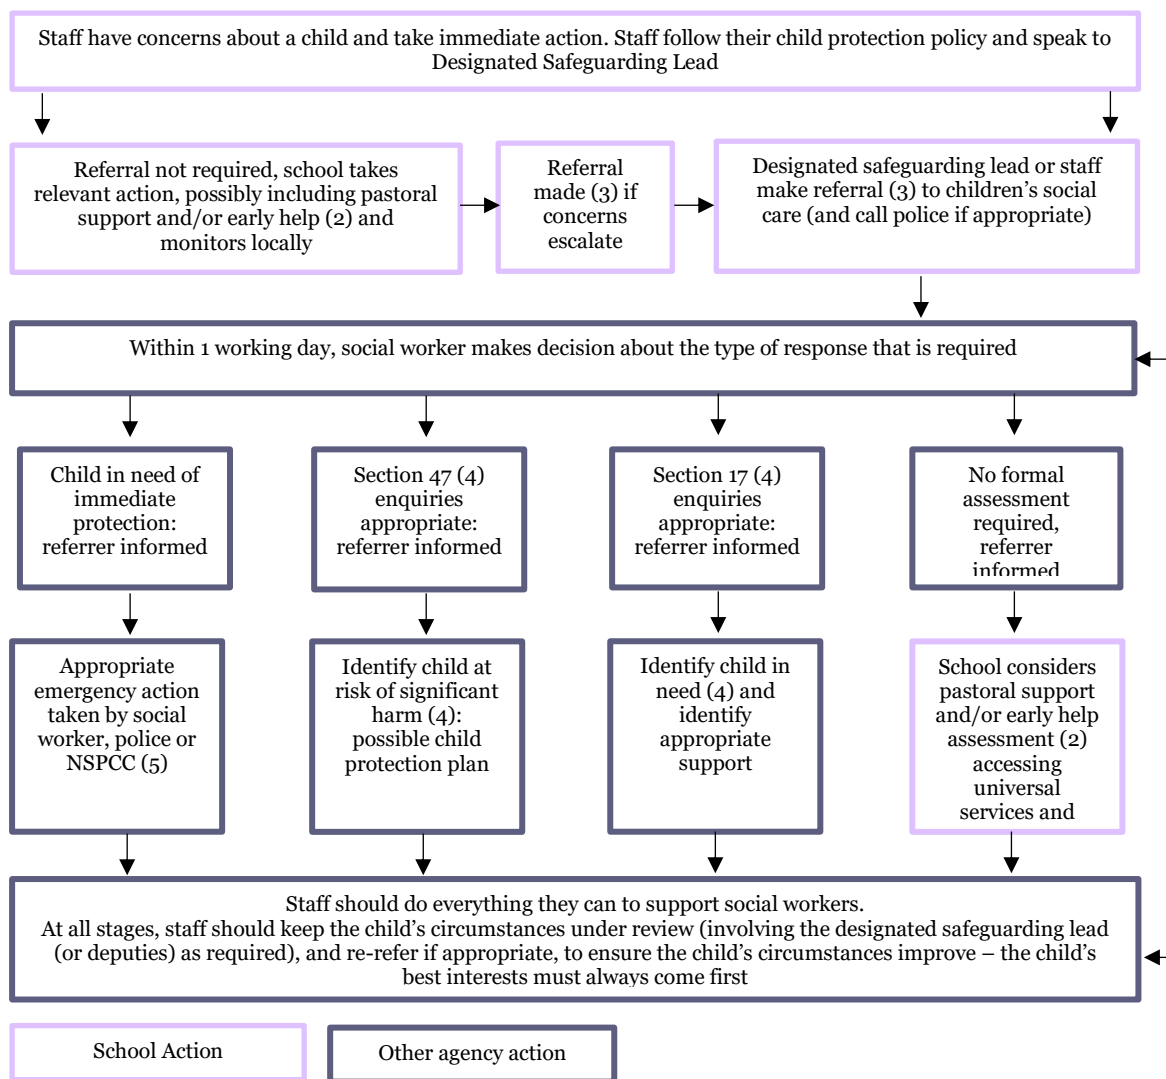 Staff have concerns about a child and take immediate action. Staff follow their child protection policy and speak to
Designated Safeguarding Lead
Referral not required, school takes
relevant action, possibly including pastoral
support and/or early help (2) and
monitors locally
Referral
made (3) if
concerns
escalate
Designated safeguarding lead or staff
make referral (3) to children’s social
care (and call police if appropriate)
Within 1 working day, social worker makes decision about the type of response that is required
Child in need of
immediate
protection:
referrer informed
Section 47 (4)
enquiries
appropriate:
referrer informed
Section 17 (4)
enquiries
appropriate:
referrer informed
No formal
assessment
required,
referrer
informed
Appropriate
emergency action
taken by social
worker, police or
NSPCC (5)
Identify child at
risk of significant
harm (4):
possible child
protection plan
Identify child in
need (4) and
identify
appropriate
support
School considers
pastoral support
and/or early help
assessment (2)
accessing
universal
services and
Staff should do everything they can to support social workers.
At all stages, staff should keep the child’s circumstances under review (involving the designated safeguarding lead
(or deputies) as required), and re-refer if appropriate, to ensure the child’s circumstances improve – the child’s
best interests must always come first
School Action
Other agency action